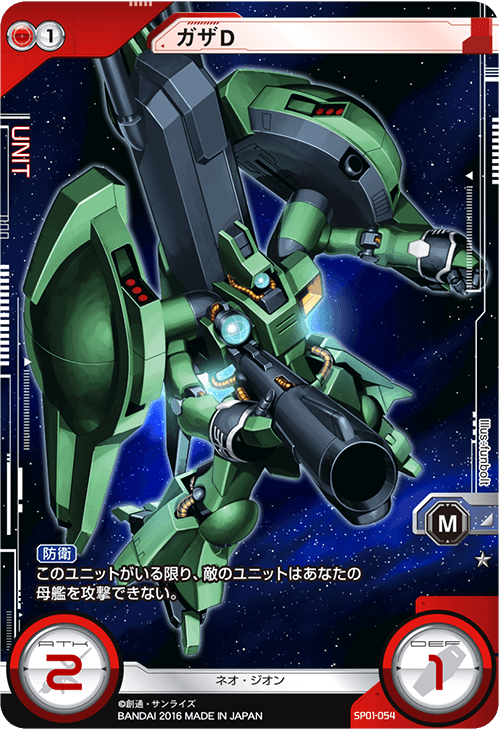 1
ガザD
UNIT
Illus:funbolt
M
防衛
このユニットがいる限り、敵のユニットはあなたの
母艦を攻撃できない。
ATK
2
DEF
1
ネオ・ジオン
©創通・サンライズ
BANDAI 2016 MADE IN JAPAN
SP01-054